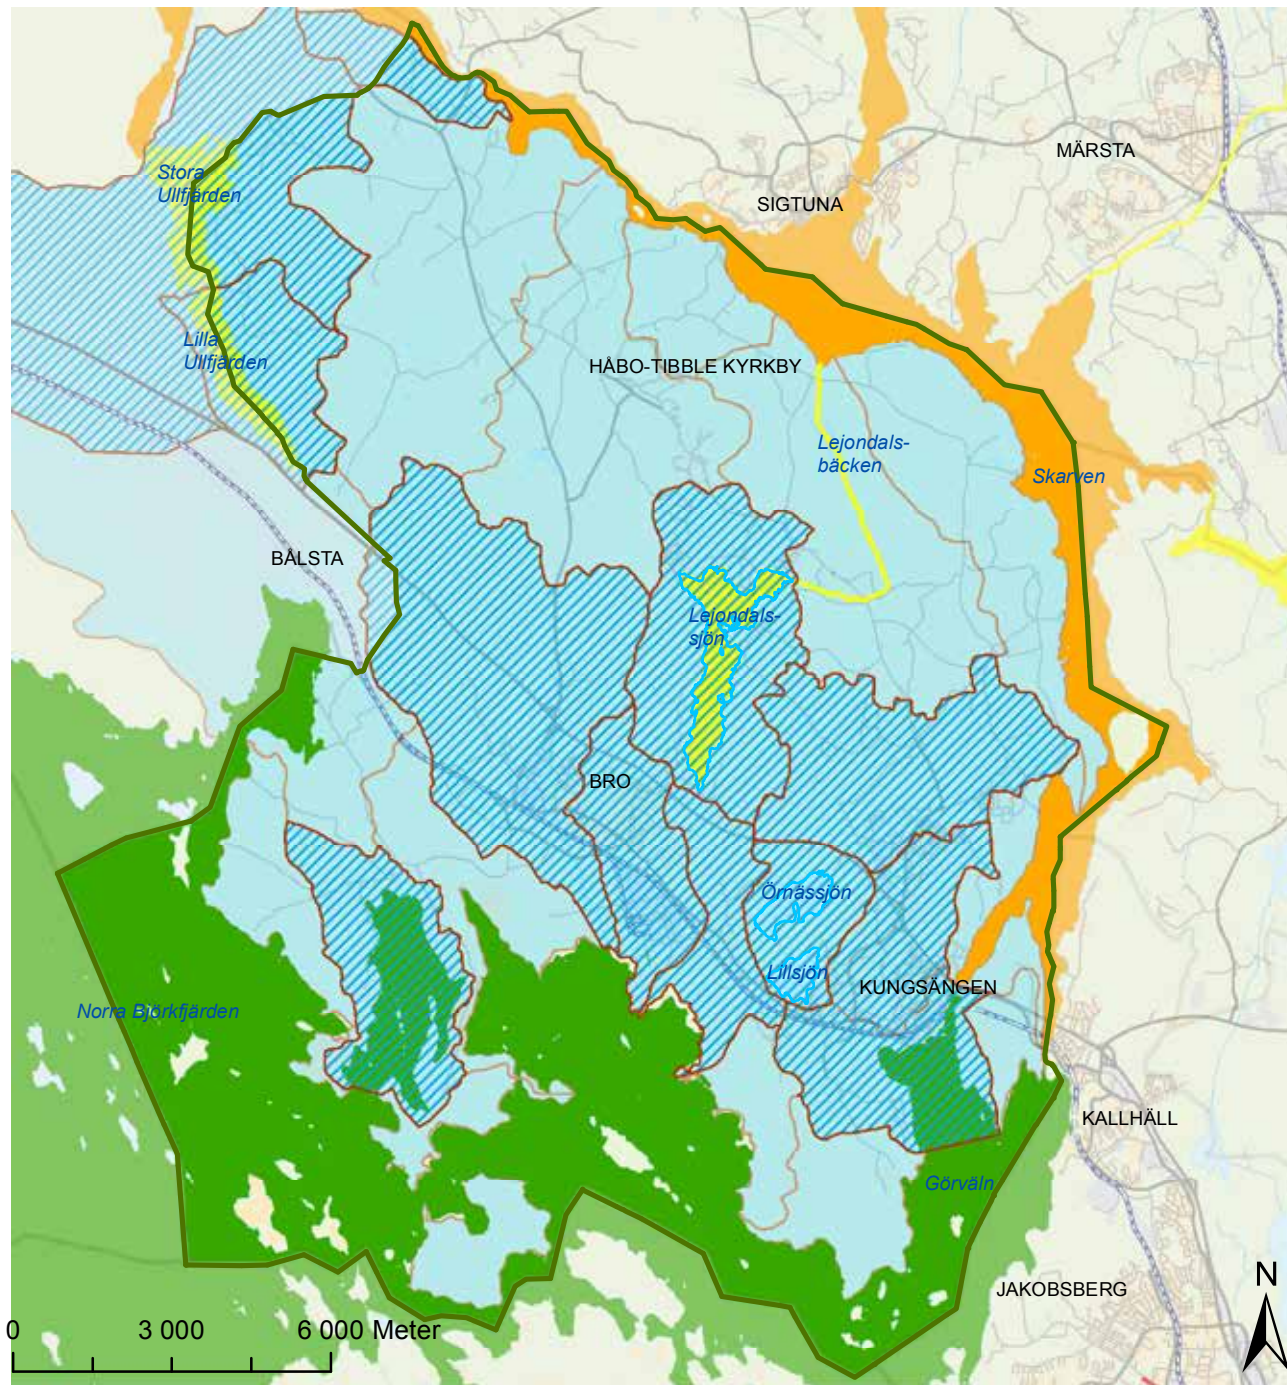 MÄRSTA
Stora
Ullfjärden
SIGTUNA
Lilla
Ullfjärden
HÅBO-TIBBLE KYRKBY
Lejondals-
bäcken
Skarven
BÅLSTA
Lejondals-
sjön
BRO
Örnässjön
Lillsjön
KUNGSÄNGEN
Norra Björkfjärden
KALLHÄLL
Görväln
N
JAKOBSBERG
0 3 000 6 000 Meter